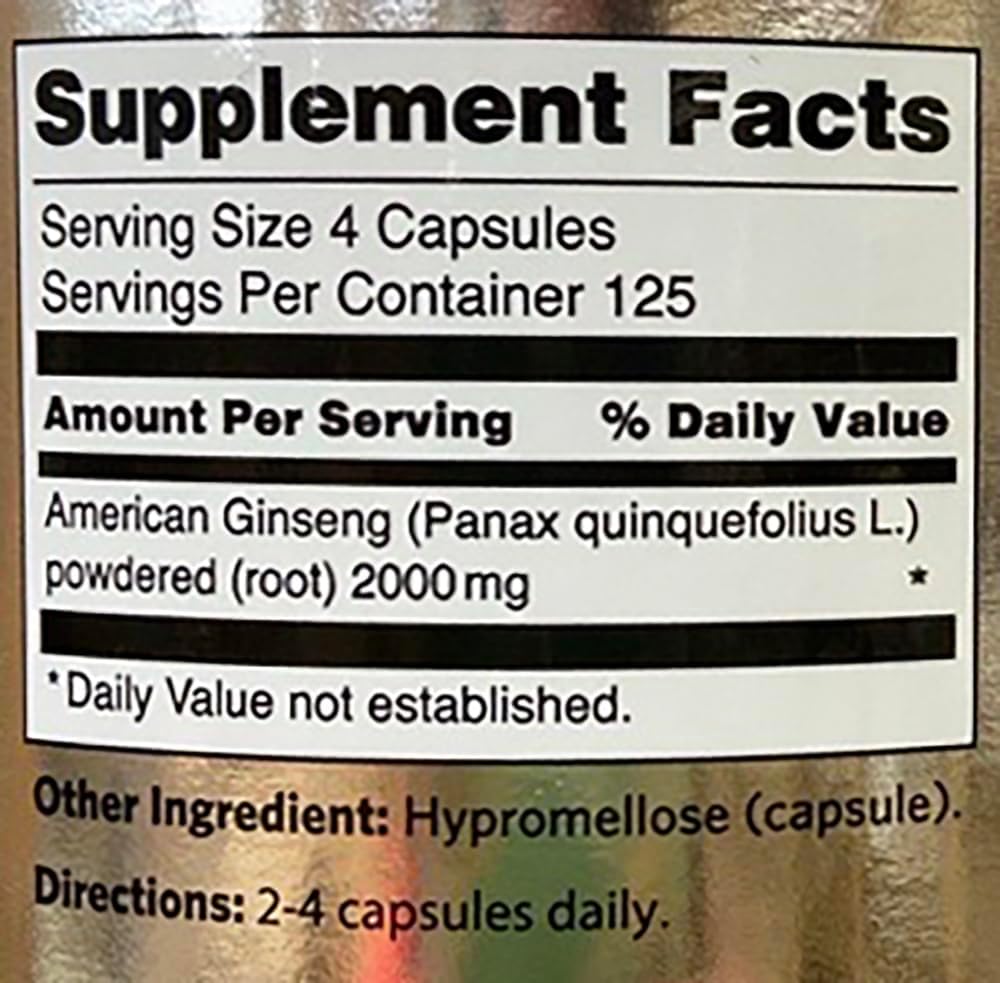 Supplement Facts
Serving Size 4 Capsules
Servings Per Container 125
Amount Per Serving % Daily Value
American Ginseng (Panax quinquefolius L.)
powdered (root) 2000 mg *
*Daily Value not established.
Other Ingredient: Hypromellose (capsule).
Directions: 2-4 capsules daily.